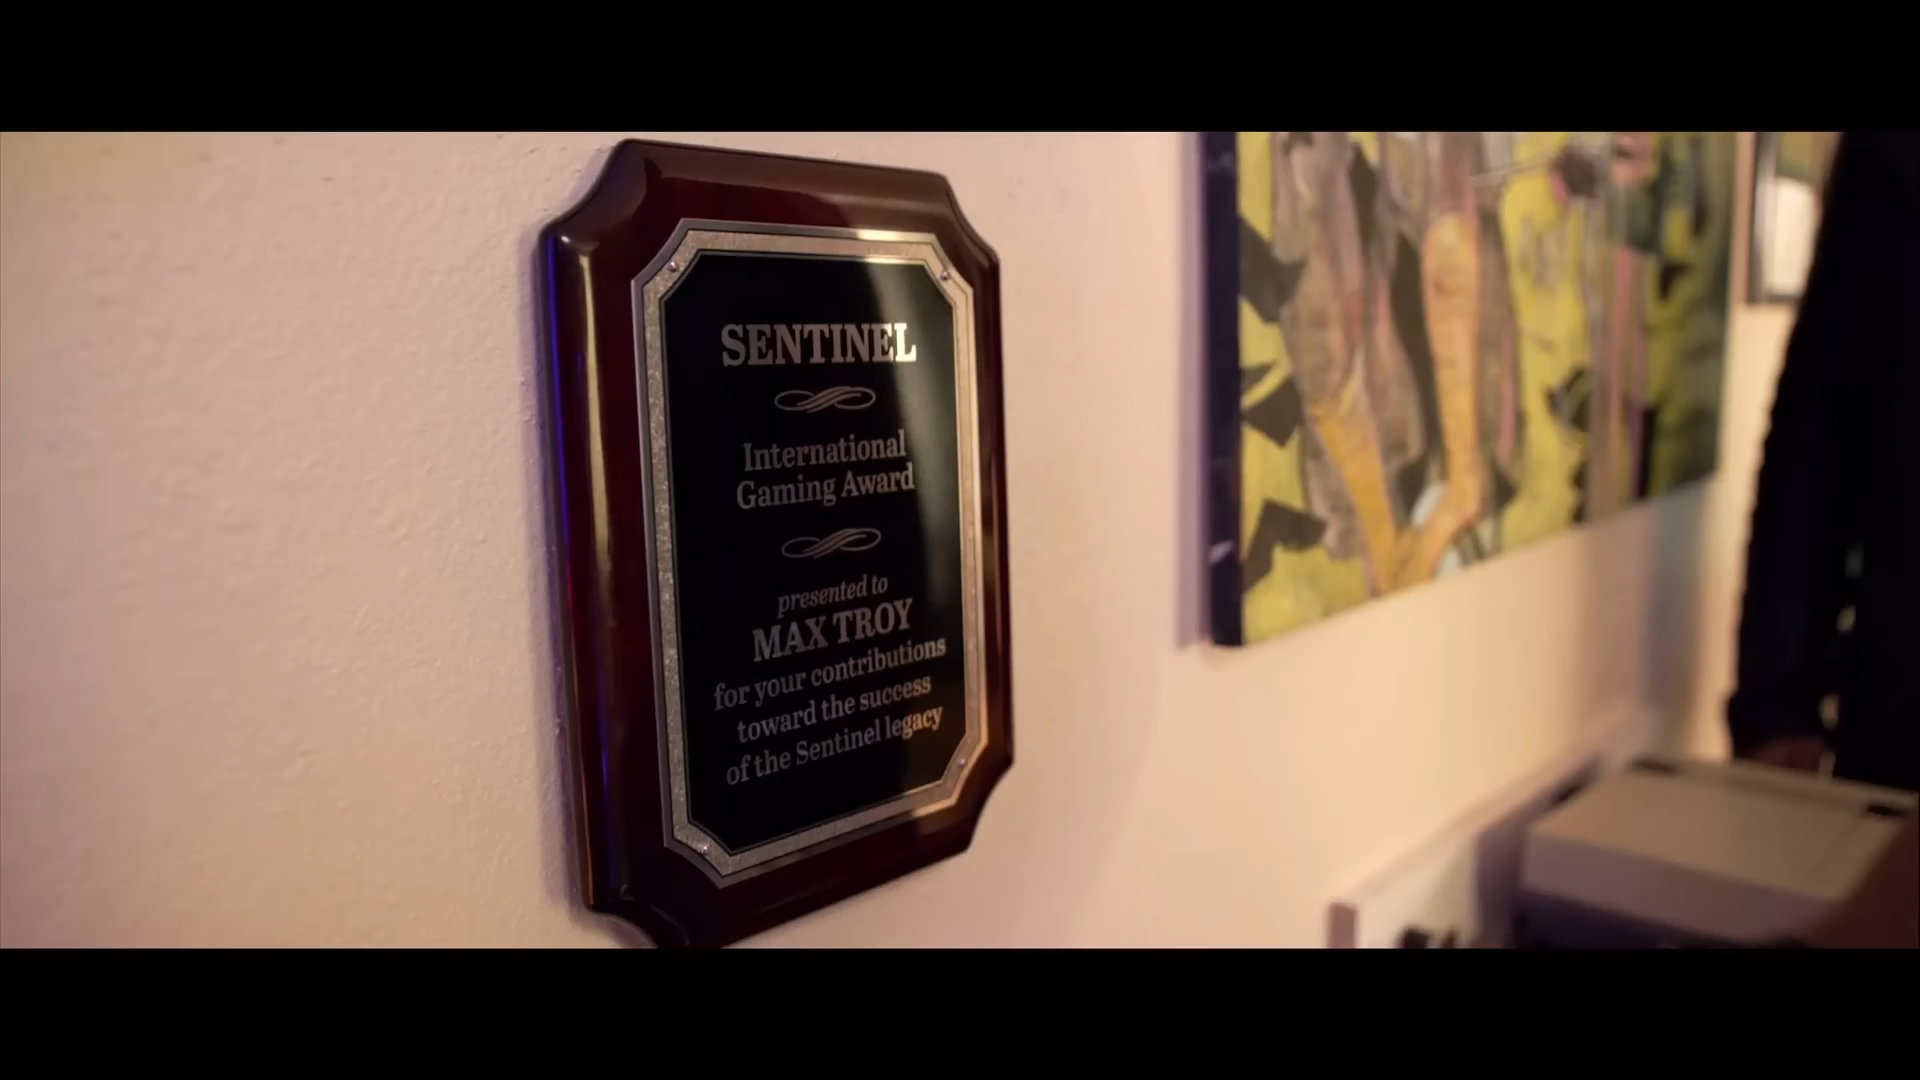 SENTINEL
International
Gaming Award
presented to
MAX TROY
for your contributions
toward the success
of the Sentinel legacy